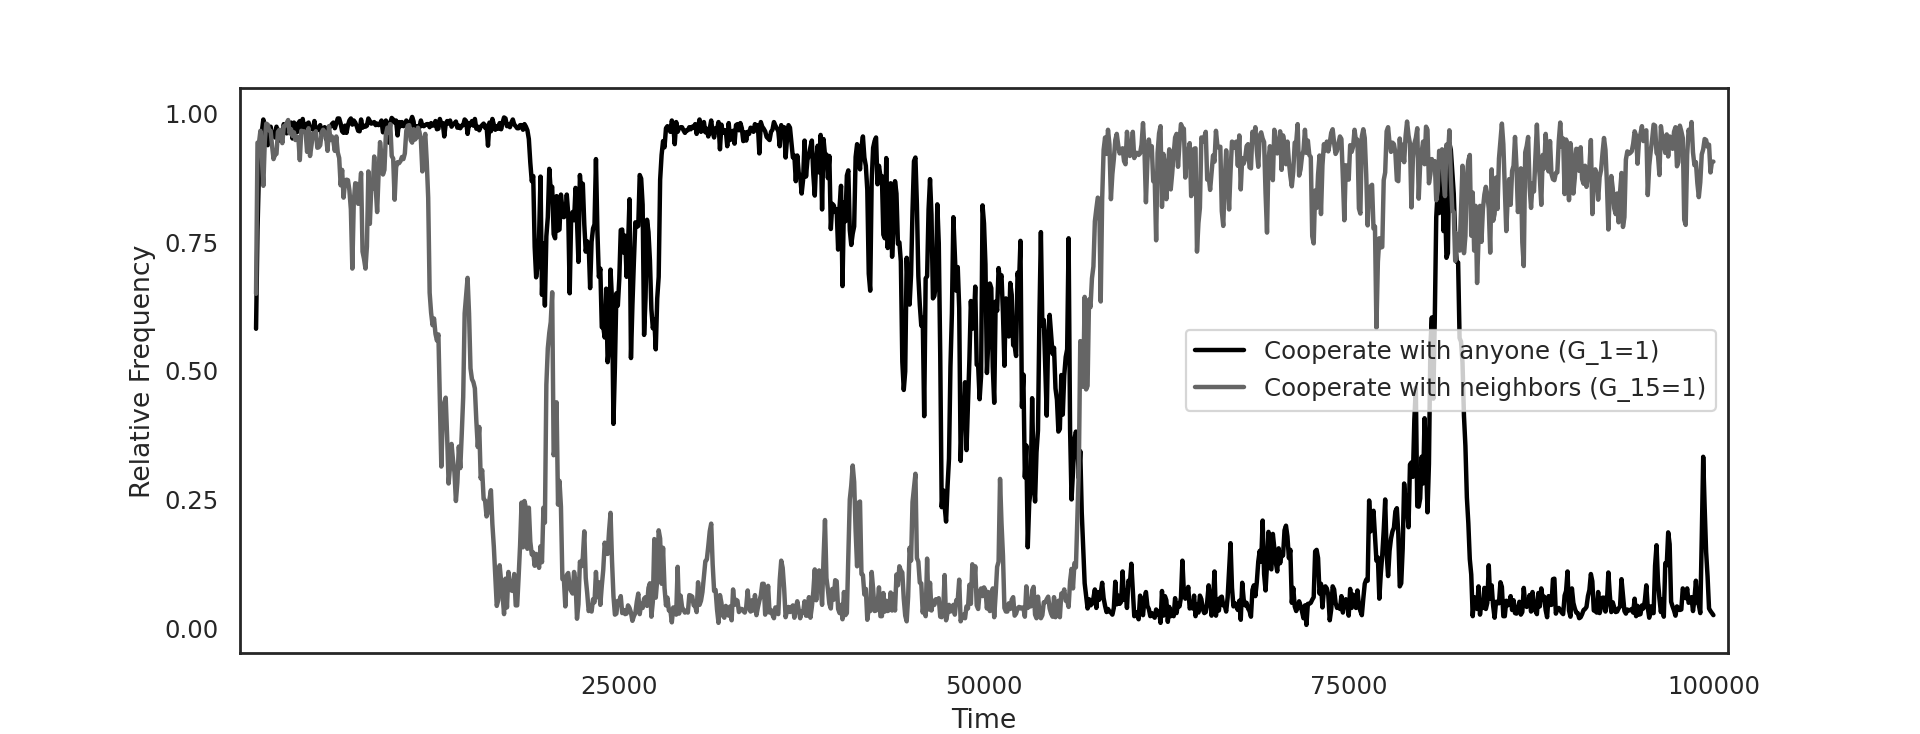 1.00
0.75
0.50
0.25
0.00
Relative Frequency
Cooperate with anyone (G_1=1)
Cooperate with neighbors (G_15=1)
25000 50000 75000 100000
Time